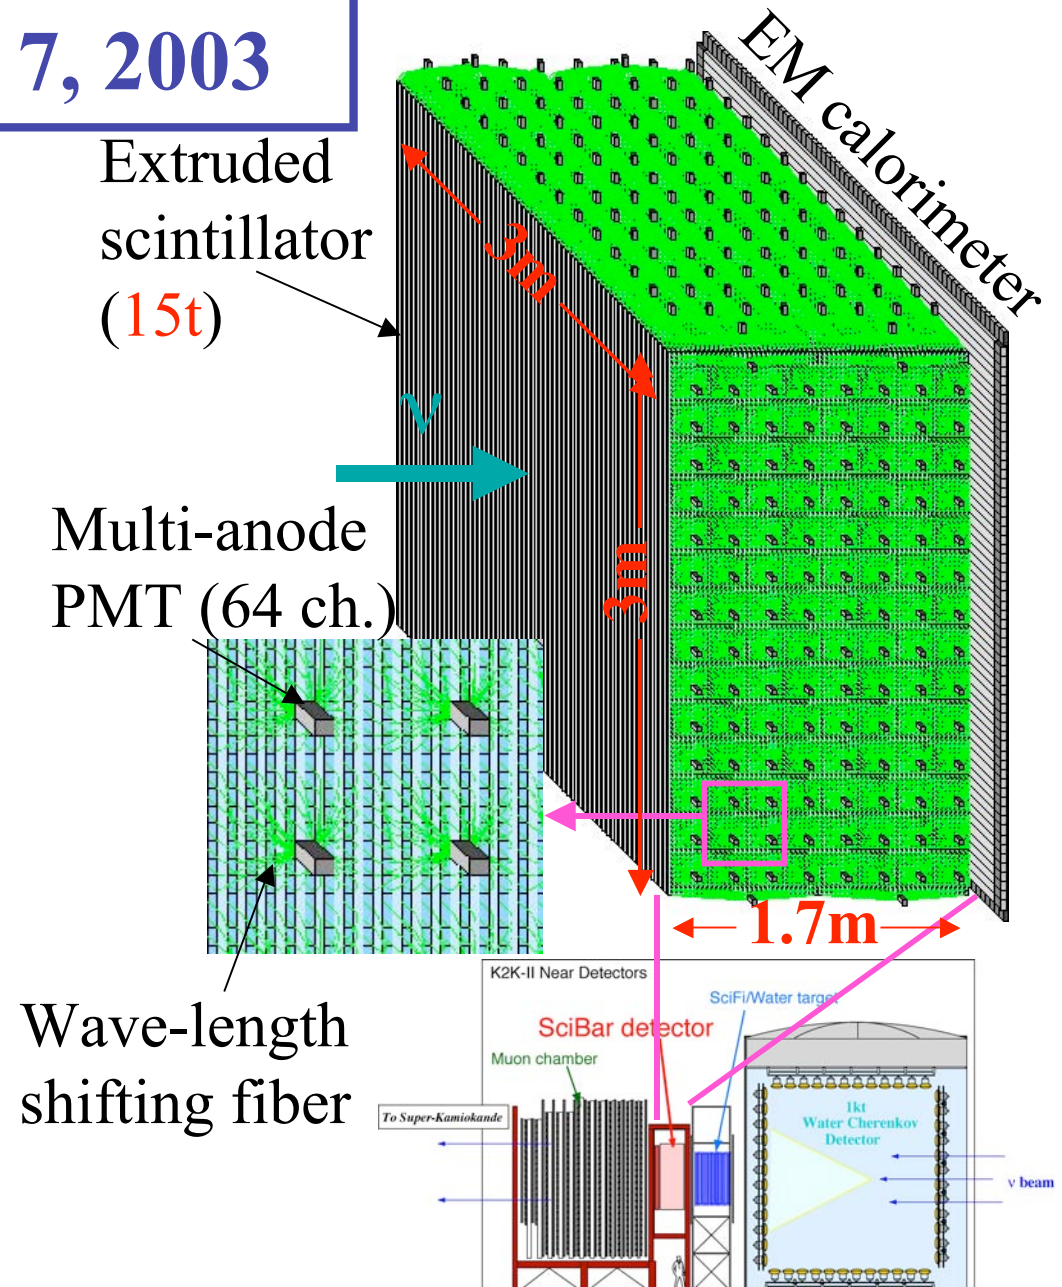 7, 2003
EM calorimeter
Extruded
scintillator
(15t)
3m
ν
3m
Multi-anode
PMT (64 ch.)
1.7m
Wave-length
shifting fiber
K2K-II Near Detectors
SciFi/Water target
SciBar detector
Muon chamber
To Super-Kamiokande
1kt
Water Cherenkov
Detector
ν beam